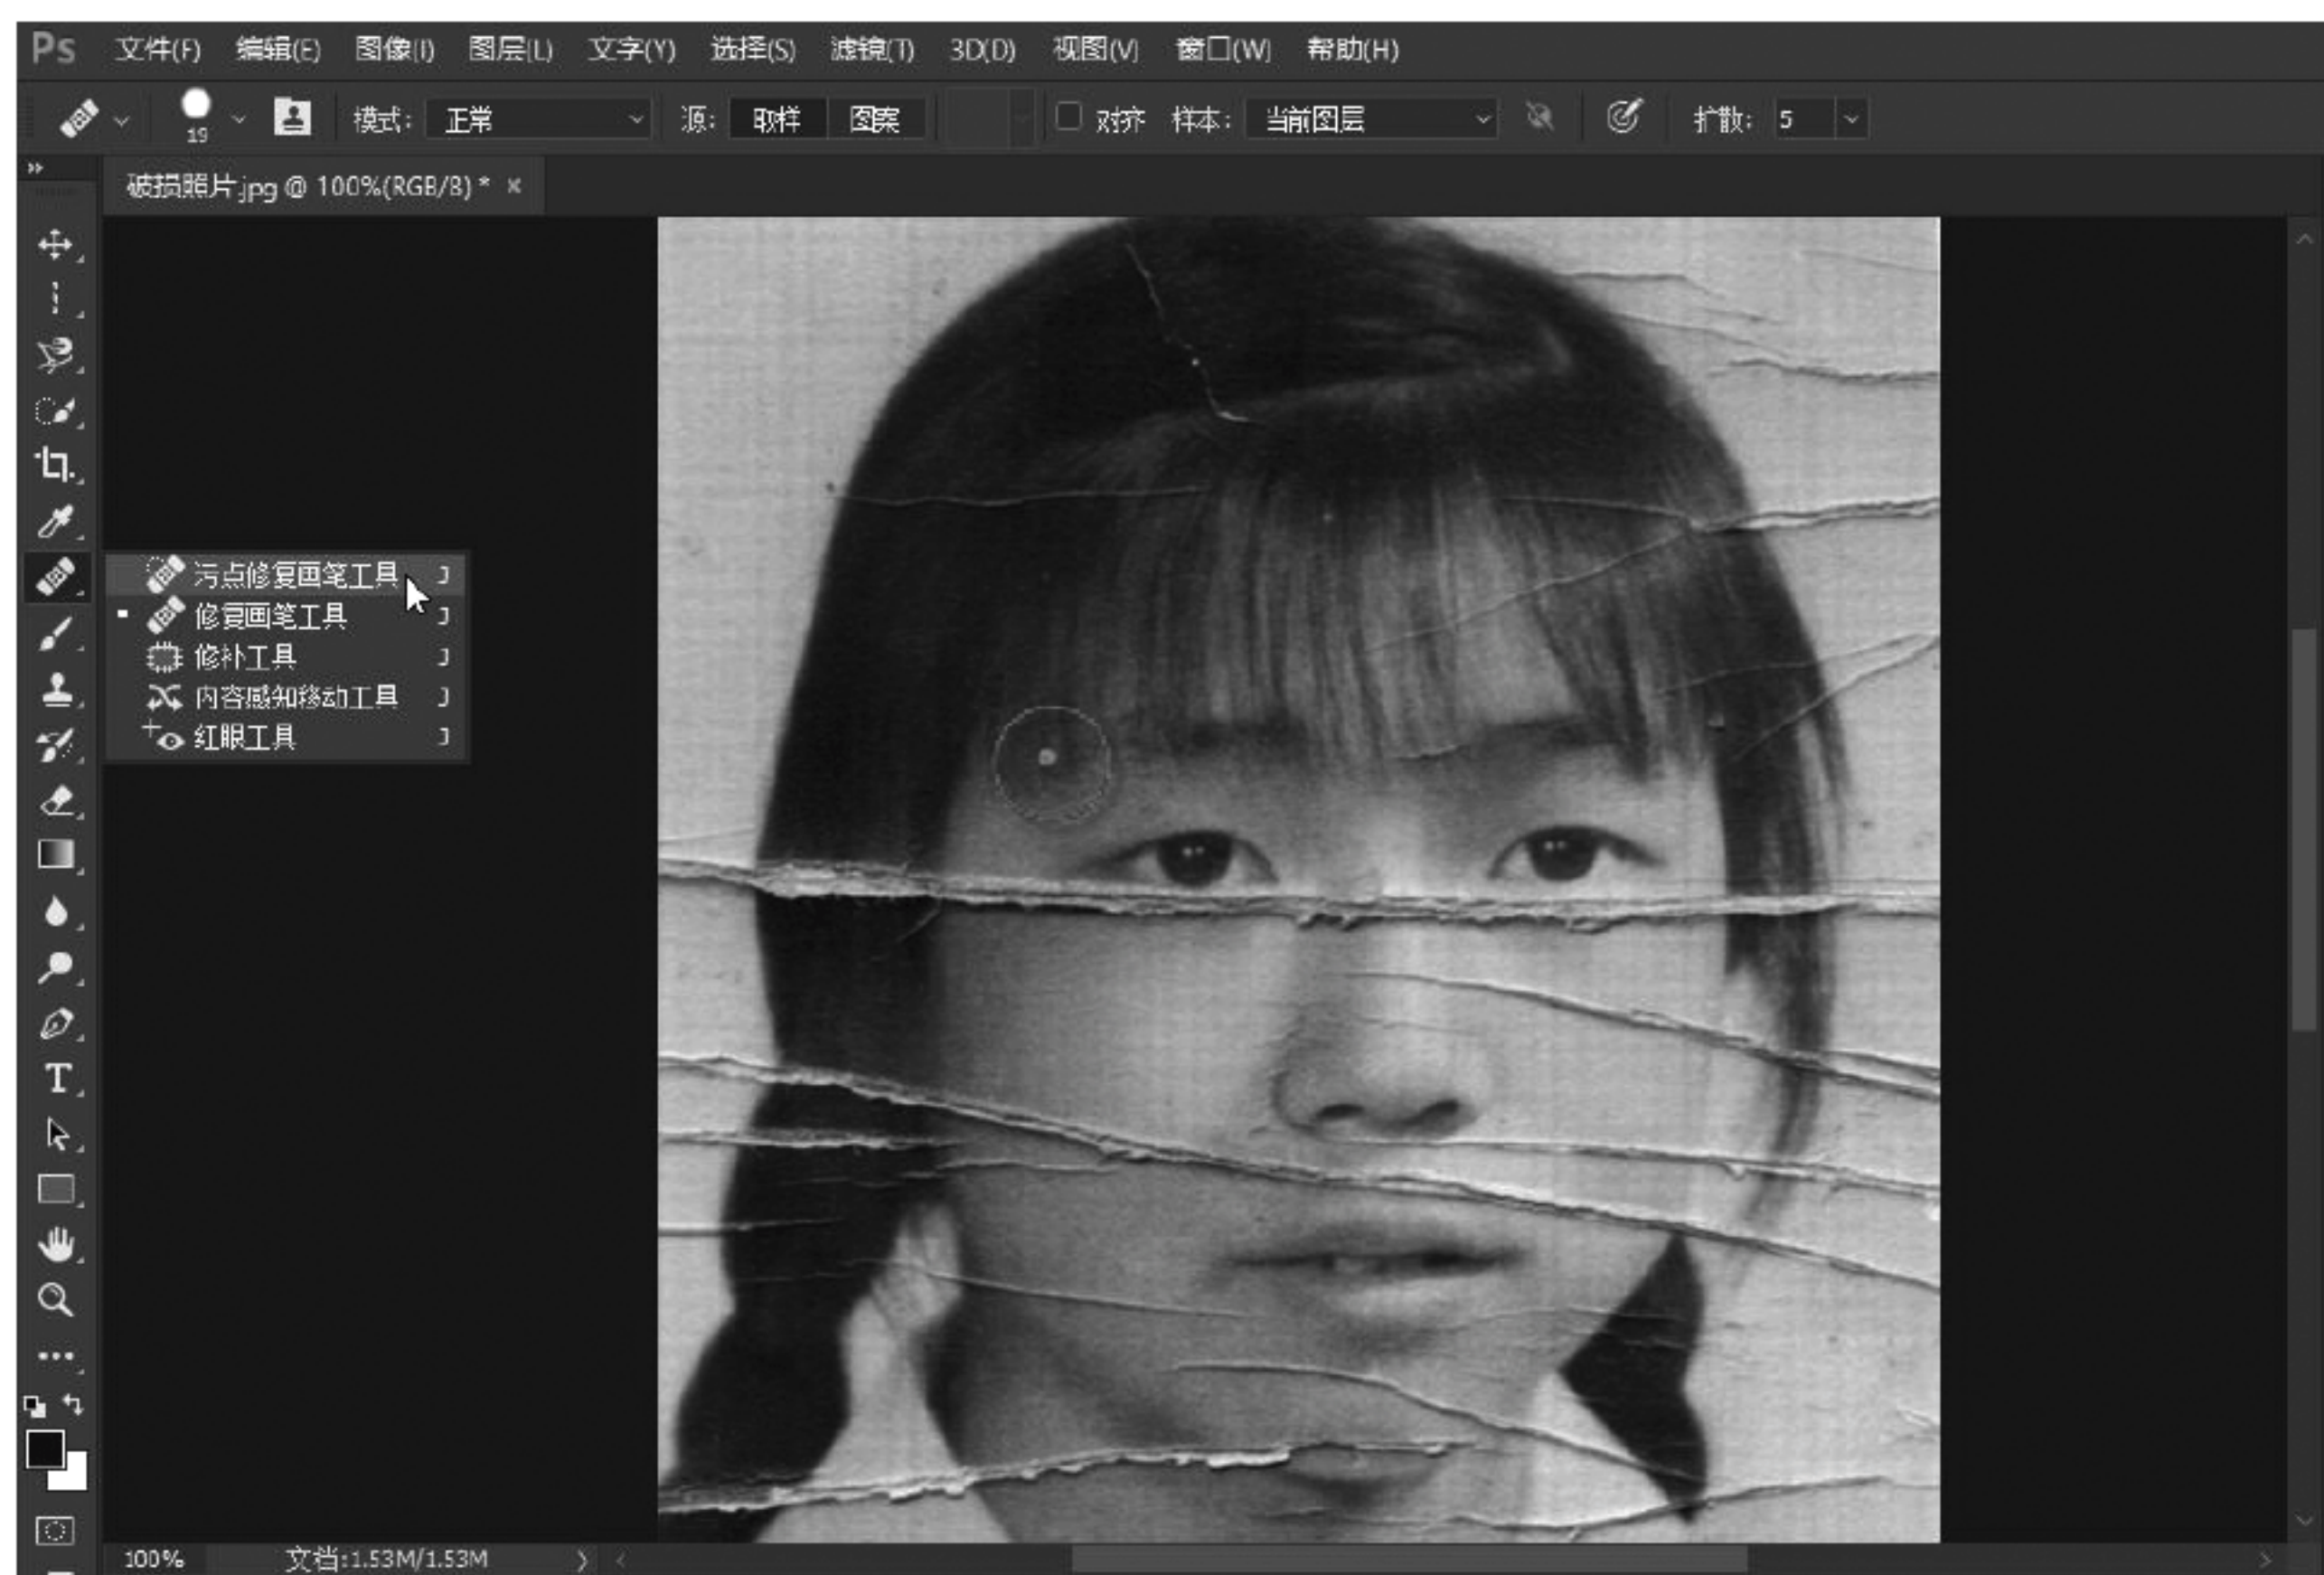 Ps 文件(F) 编辑(E) 图像(I) 图层(L) 文字(Y) 选择(S) 滤镜(T) 3D(D) 视图(V) 窗口(W) 帮助(H)
19 模式: 正常 源: 取样 图案 对齐 样本: 当前图层 扩散: 5
破损照片.jpg @ 100%(RGB/8) * ×
污点修复画笔工具 J
修复画笔工具 J
修补工具 J
内容感知移动工具 J
红眼工具 J
100% 文档:1.53M/1.53M